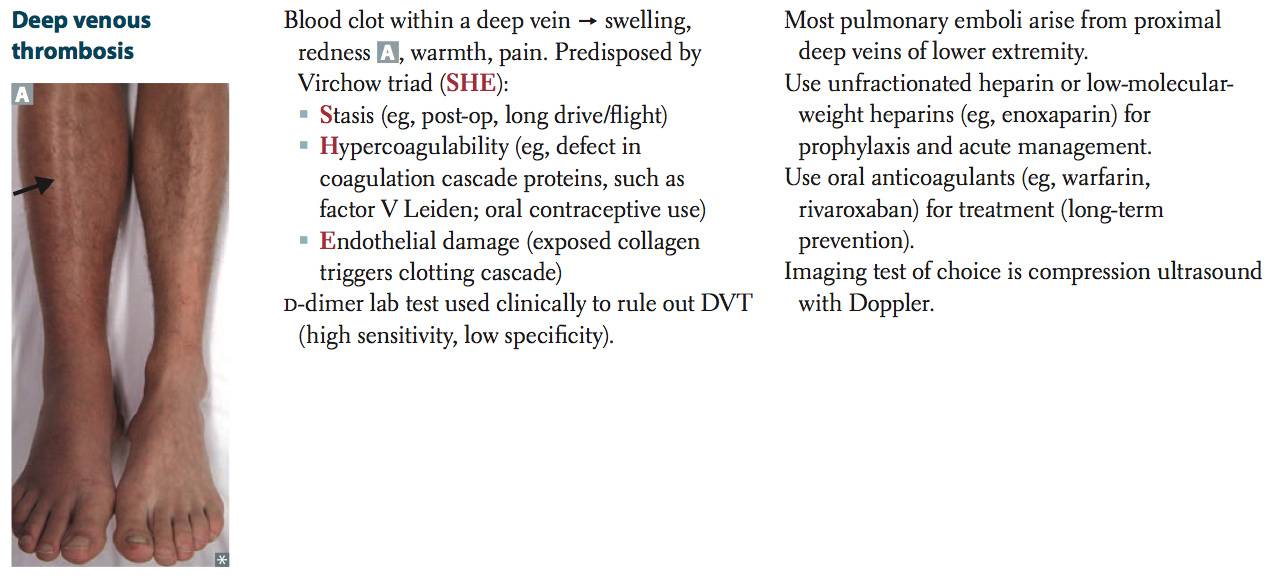 Deep venous
thrombosis
A
*
Blood clot within a deep vein → swelling,
redness A, warmth, pain. Predisposed by
Virchow triad (SHE):
▪ Stasis (eg, post-op, long drive/flight)
▪ Hypercoagulability (eg, defect in
coagulation cascade proteins, such as
factor V Leiden; oral contraceptive use)
▪ Endothelial damage (exposed collagen
triggers clotting cascade)
D-dimer lab test used clinically to rule out DVT
(high sensitivity, low specificity).
Most pulmonary emboli arise from proximal
deep veins of lower extremity.
Use unfractionated heparin or low-molecular-
weight heparins (eg, enoxaparin) for
prophylaxis and acute management.
Use oral anticoagulants (eg, warfarin,
rivaroxaban) for treatment (long-term
prevention).
Imaging test of choice is compression ultrasound
with Doppler.